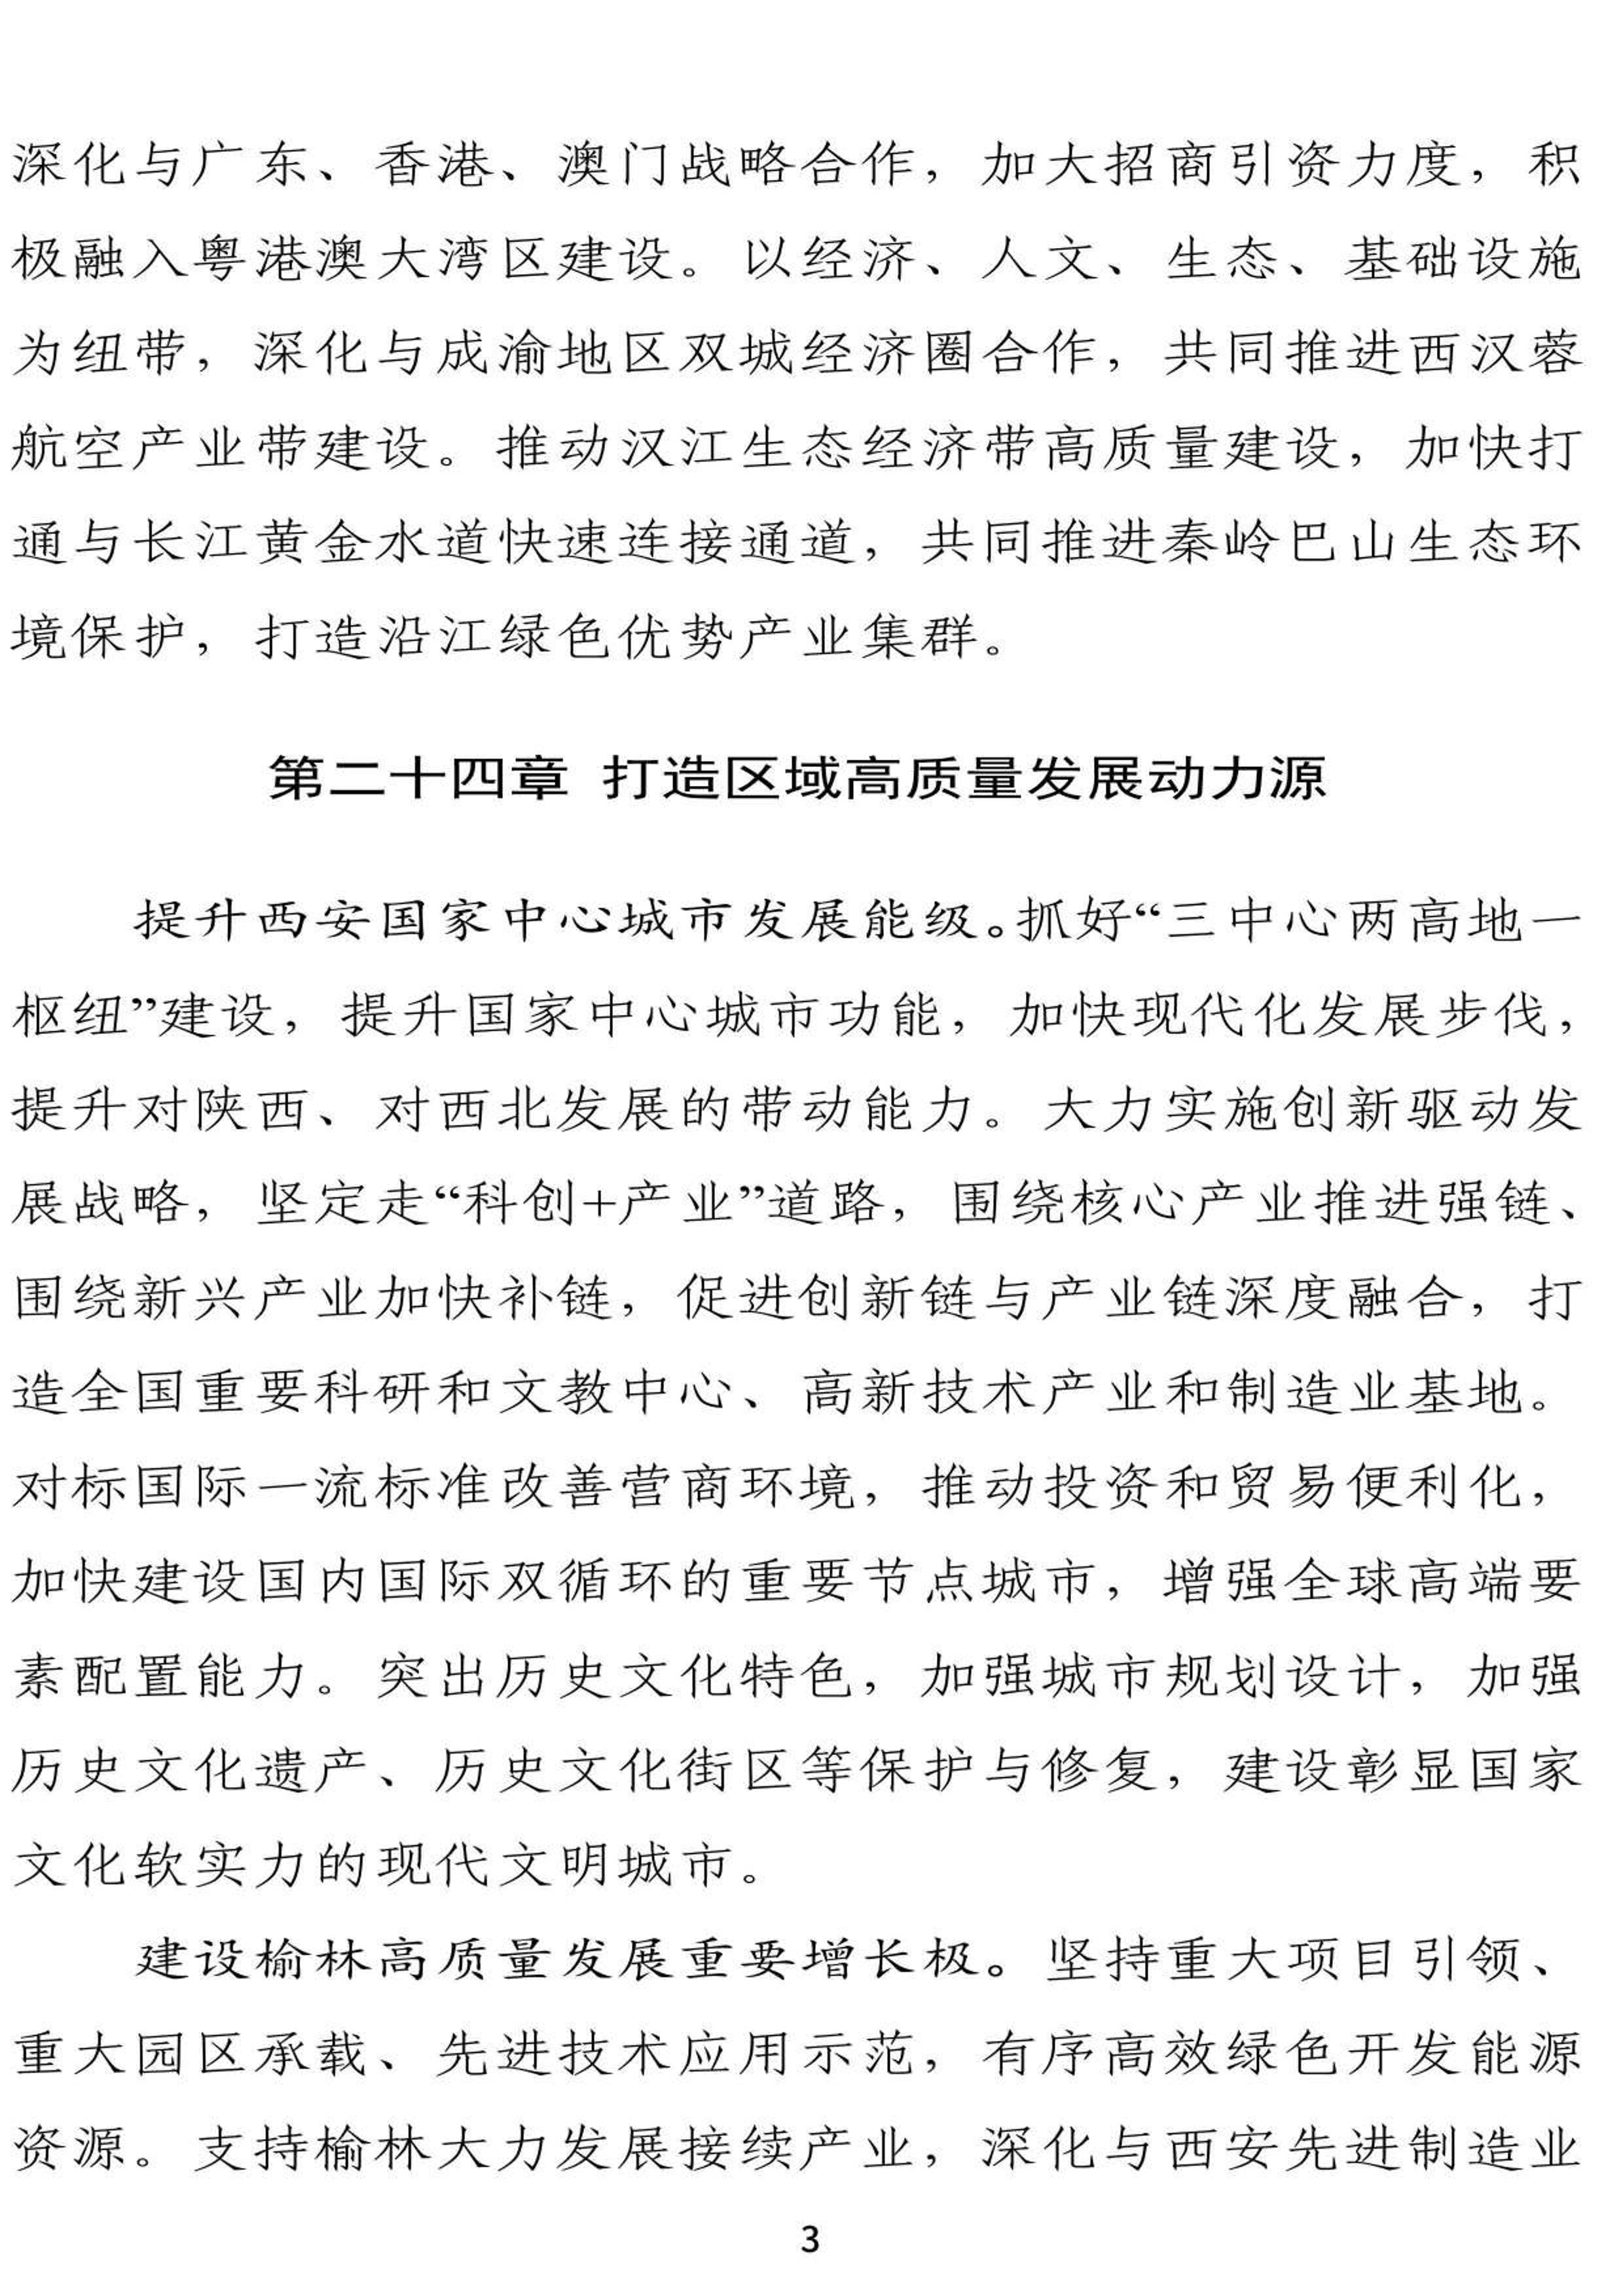 深化与广东、香港、澳门战略合作，加大招商引资力度，积
极融入粤港澳大湾区建设。以经济、人文、生态、基础设施
为纽带，深化与成渝地区双城经济圈合作，共同推进西汉蓉
航空产业带建设。推动汉江生态经济带高质量建设，加快打
通与长江黄金水道快速连接通道，共同推进秦岭巴山生态环
境保护，打造沿江绿色优势产业集群。
第二十四章 打造区域高质量发展动力源
提升西安国家中心城市发展能级。抓好“三中心两高地一
枢纽”建设，提升国家中心城市功能，加快现代化发展步伐，
提升对陕西、对西北发展的带动能力。大力实施创新驱动发
展战略，坚定走“科创+产业”道路，围绕核心产业推进强链、
围绕新兴产业加快补链，促进创新链与产业链深度融合，打
造全国重要科研和文教中心、高新技术产业和制造业基地。
对标国际一流标准改善营商环境，推动投资和贸易便利化，
加快建设国内国际双循环的重要节点城市，增强全球高端要
素配置能力。突出历史文化特色，加强城市规划设计，加强
历史文化遗产、历史文化街区等保护与修复，建设彰显国家
文化软实力的现代文明城市。
建设榆林高质量发展重要增长极。坚持重大项目引领、
重大园区承载、先进技术应用示范，有序高效绿色开发能源
资源。支持榆林大力发展接续产业，深化与西安先进制造业
3